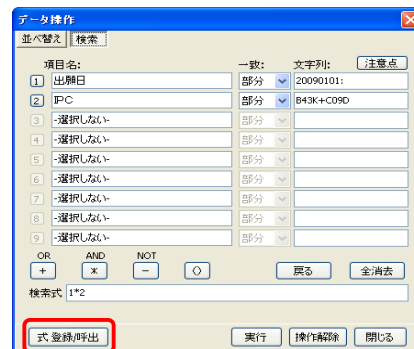 データ操作
並べ替え 検索
項目名: 一致: 文字列: 注意点
1 出願日 部分 20090101:
2 IPC 部分 B43K+C09D
3 -選択しない- 部分
4 -選択しない- 部分
5 -選択しない- 部分
6 -選択しない- 部分
7 -選択しない- 部分
8 -選択しない- 部分
9 -選択しない- 部分
OR AND NOT
+ * - () 戻る 全消去
検索式 1*2
式 登録/呼出 実行 操作解除 閉じる